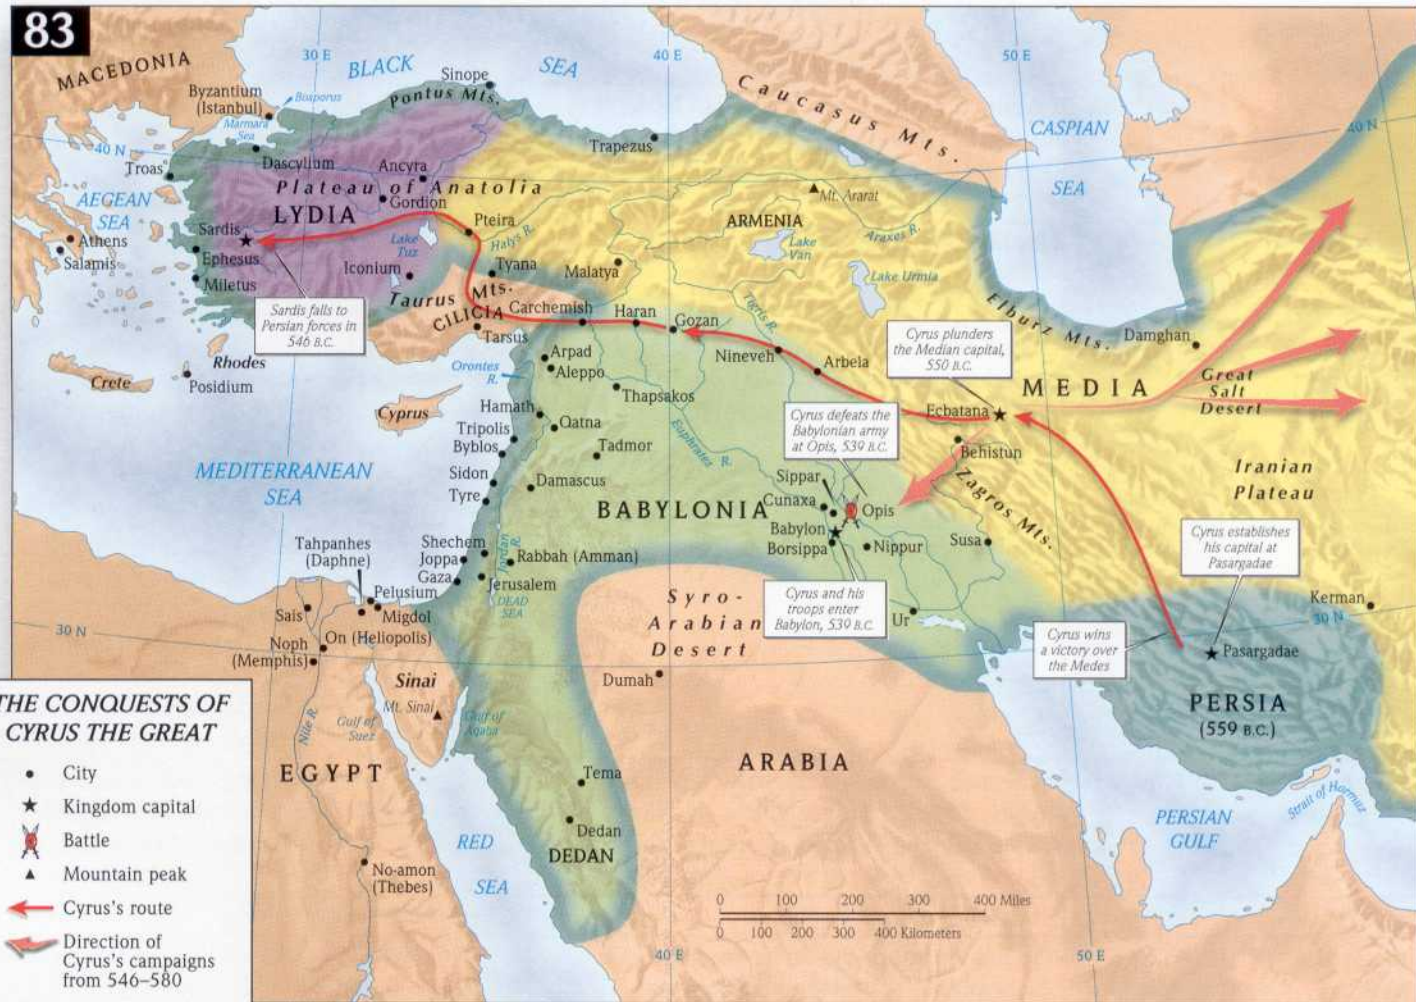 83
MACEDONIA
30 E
BLACK
SEA
40 E
50 E
Sinope
Byzantium
(Istanbul)
Bosporus
Pontus Mts.
Caucasus Mts.
Marmara
Sea
CASPIAN
SEA
40 N
40 N
Trapezus
Troas
Dascylium
Ancyra
Plateau of Anatolia
Mt. Ararat
AEGEAN
SEA
LYDIA
Gordion
Pteira
ARMENIA
Sardis
Halys R.
Araxes R.
Athens
Salamis
Ephesus
Lake
Tuz
Lake
Van
Miletus
Iconium
Tyana
Malatya
Lake Urmia
Taurus Mts.
Elburz Mts.
Sardis falls to
Persian forces in
546 B.C.
CILICIA
Carchemish
Haran
Gozan
Tigris R.
Tarsus
Nineveh
Cyrus plunders
the Median capital,
550 B.C.
Damghan
Rhodes
Arpad
Aleppo
Arbela
Orontes
R.
Crete
Posidium
MEDIA
Great
Salt
Desert
Thapsakos
Cyprus
Hamath
Qatna
Ecbatana
Cyrus defeats the
Babylonian army
at Opis, 539 B.C.
Tripolis
Byblos
Tadmor
Euphrates R.
Behistun
MEDITERRANEAN
SEA
Sidon
Damascus
Sippar
Zagros Mts.
Iranian
Plateau
Tyre
BABYLONIA
Cunaxa
Opis
Babylon
Borsippa
Nippur
Susa
Cyrus establishes
his capital at
Pasargadae
Tahpanhes
(Daphne)
Shechem
Joppa
Gaza
Jordan
R.
Rabbah (Amman)
Jerusalem
DEAD
SEA
Pelusium
Migdol
Syro-
Arabian
Desert
Cyrus and his
troops enter
Babylon, 539 B.C.
Kerman
Sais
Ur
30 N
30 N
On (Heliopolis)
Noph
(Memphis)
Cyrus wins
a victory over
the Medes
Pasargadae
Sinai
Dumah
Mt. Sinai
PERSIA
(559 B.C.)
Nile R.
Gulf of
Suez
Gulf of
Aqaba
EGYPT
ARABIA
Tema
Strait of Hormuz
Dedan
PERSIAN
GULF
RED
SEA
DEDAN
No-amon
(Thebes)
0 100 200 300 400 Miles
0 100 200 300 400 Kilometers
40 E
50 E
THE CONQUESTS OF
CYRUS THE GREAT
City
Kingdom capital
Battle
Mountain peak
Cyrus's route
Direction of
Cyrus's campaigns
from 546–580